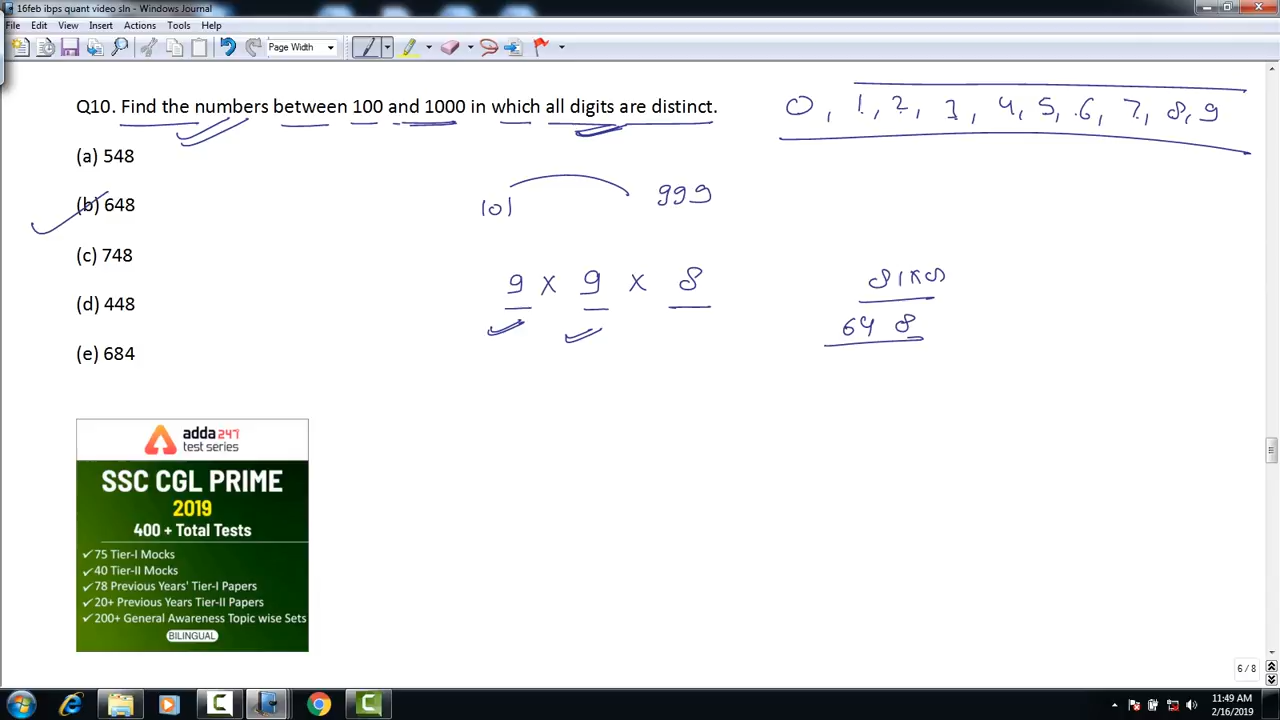 16feb ibps quant video sln - Windows Journal
File Edit View Insert Actions Tools Help
Page Width
Q10. Find the numbers between 100 and 1000 in which all digits are distinct.
0, 1, 2, 3, 4, 5, 6, 7, 8, 9
(a) 548
(b) 648
101 999
(c) 748
9 × 9 × 8
81×8
(d) 448
648
(e) 684
adda247
test series
SSC CGL PRIME
2019
400 + Total Tests
✓75 Tier-I Mocks
✓40 Tier-II Mocks
✓78 Previous Years' Tier-I Papers
✓20+ Previous Years Tier-II Papers
✓200+ General Awareness Topic wise Sets
BILINGUAL
6 / 8
11:49 AM
2/16/2019